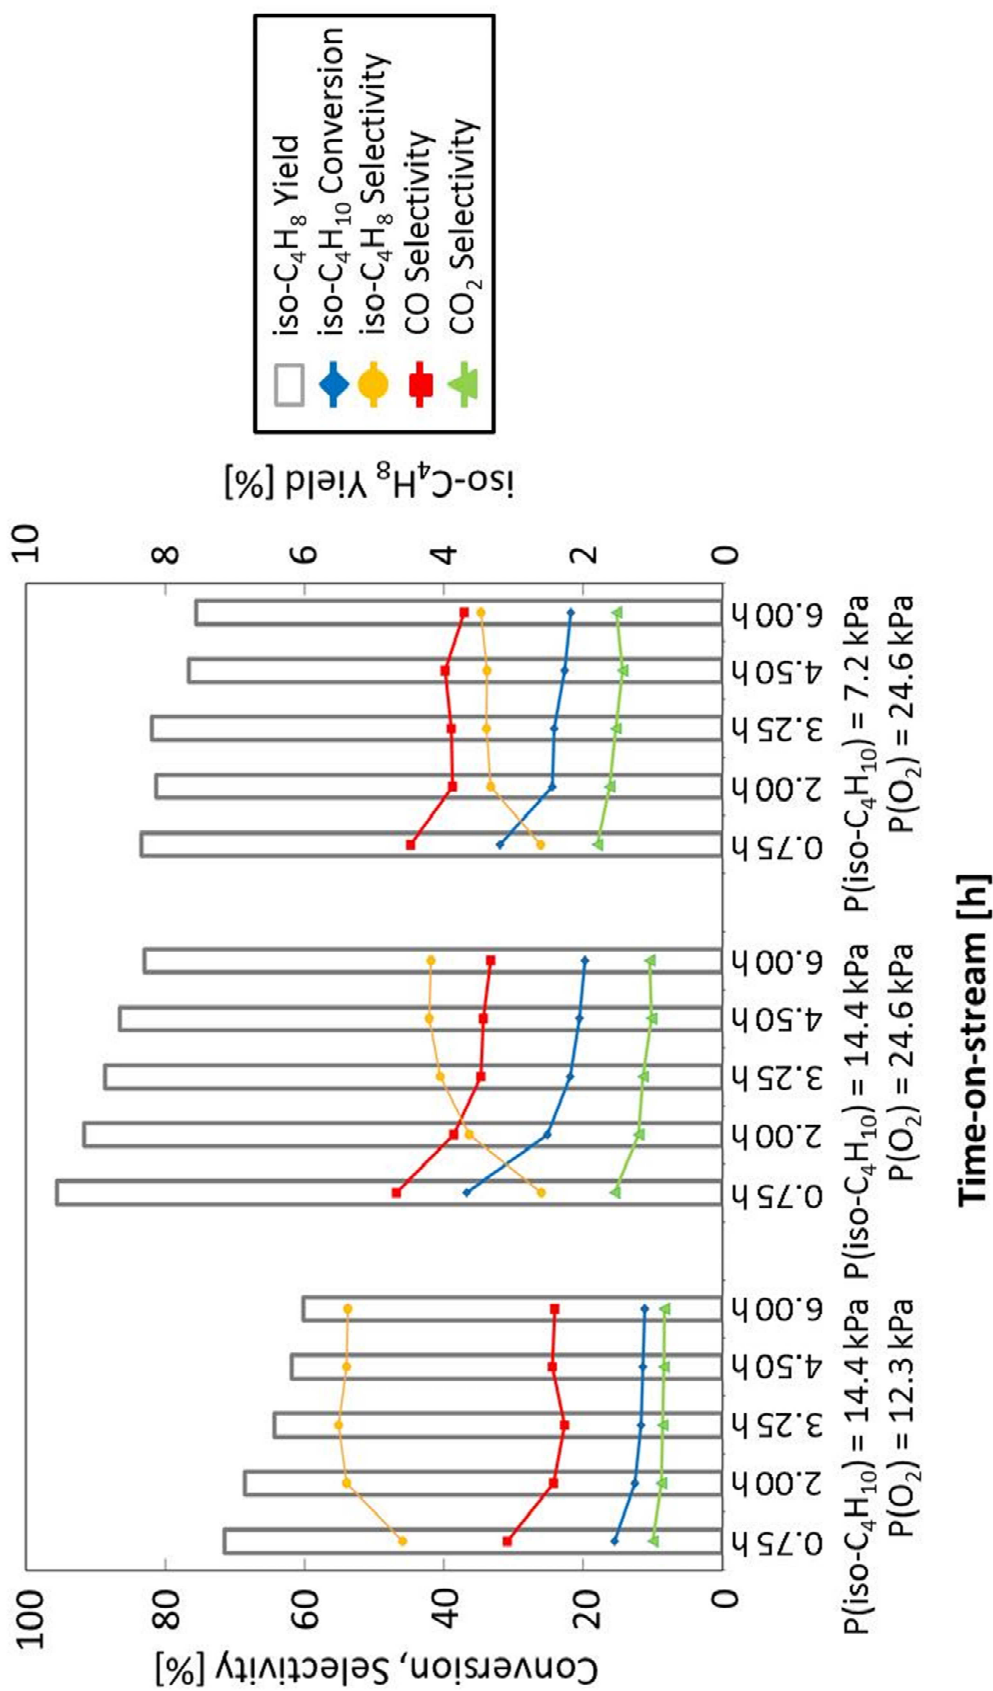 100
80
60
40
20
0
Conversion, Selectivity [%]
10
8
6
4
2
0
iso-C4H8 Yield [%]
0.75 h 2.00 h 3.25 h 4.50 h 6.00 h
0.75 h 2.00 h 3.25 h 4.50 h 6.00 h
0.75 h 2.00 h 3.25 h 4.50 h 6.00 h
P(iso-C4H10) = 14.4 kPa
P(O2) = 12.3 kPa
P(iso-C4H10) = 14.4 kPa
P(O2) = 24.6 kPa
P(iso-C4H10) = 7.2 kPa
P(O2) = 24.6 kPa
Time-on-stream [h]
iso-C4H8 Yield
iso-C4H10 Conversion
iso-C4H8 Selectivity
CO Selectivity
CO2 Selectivity